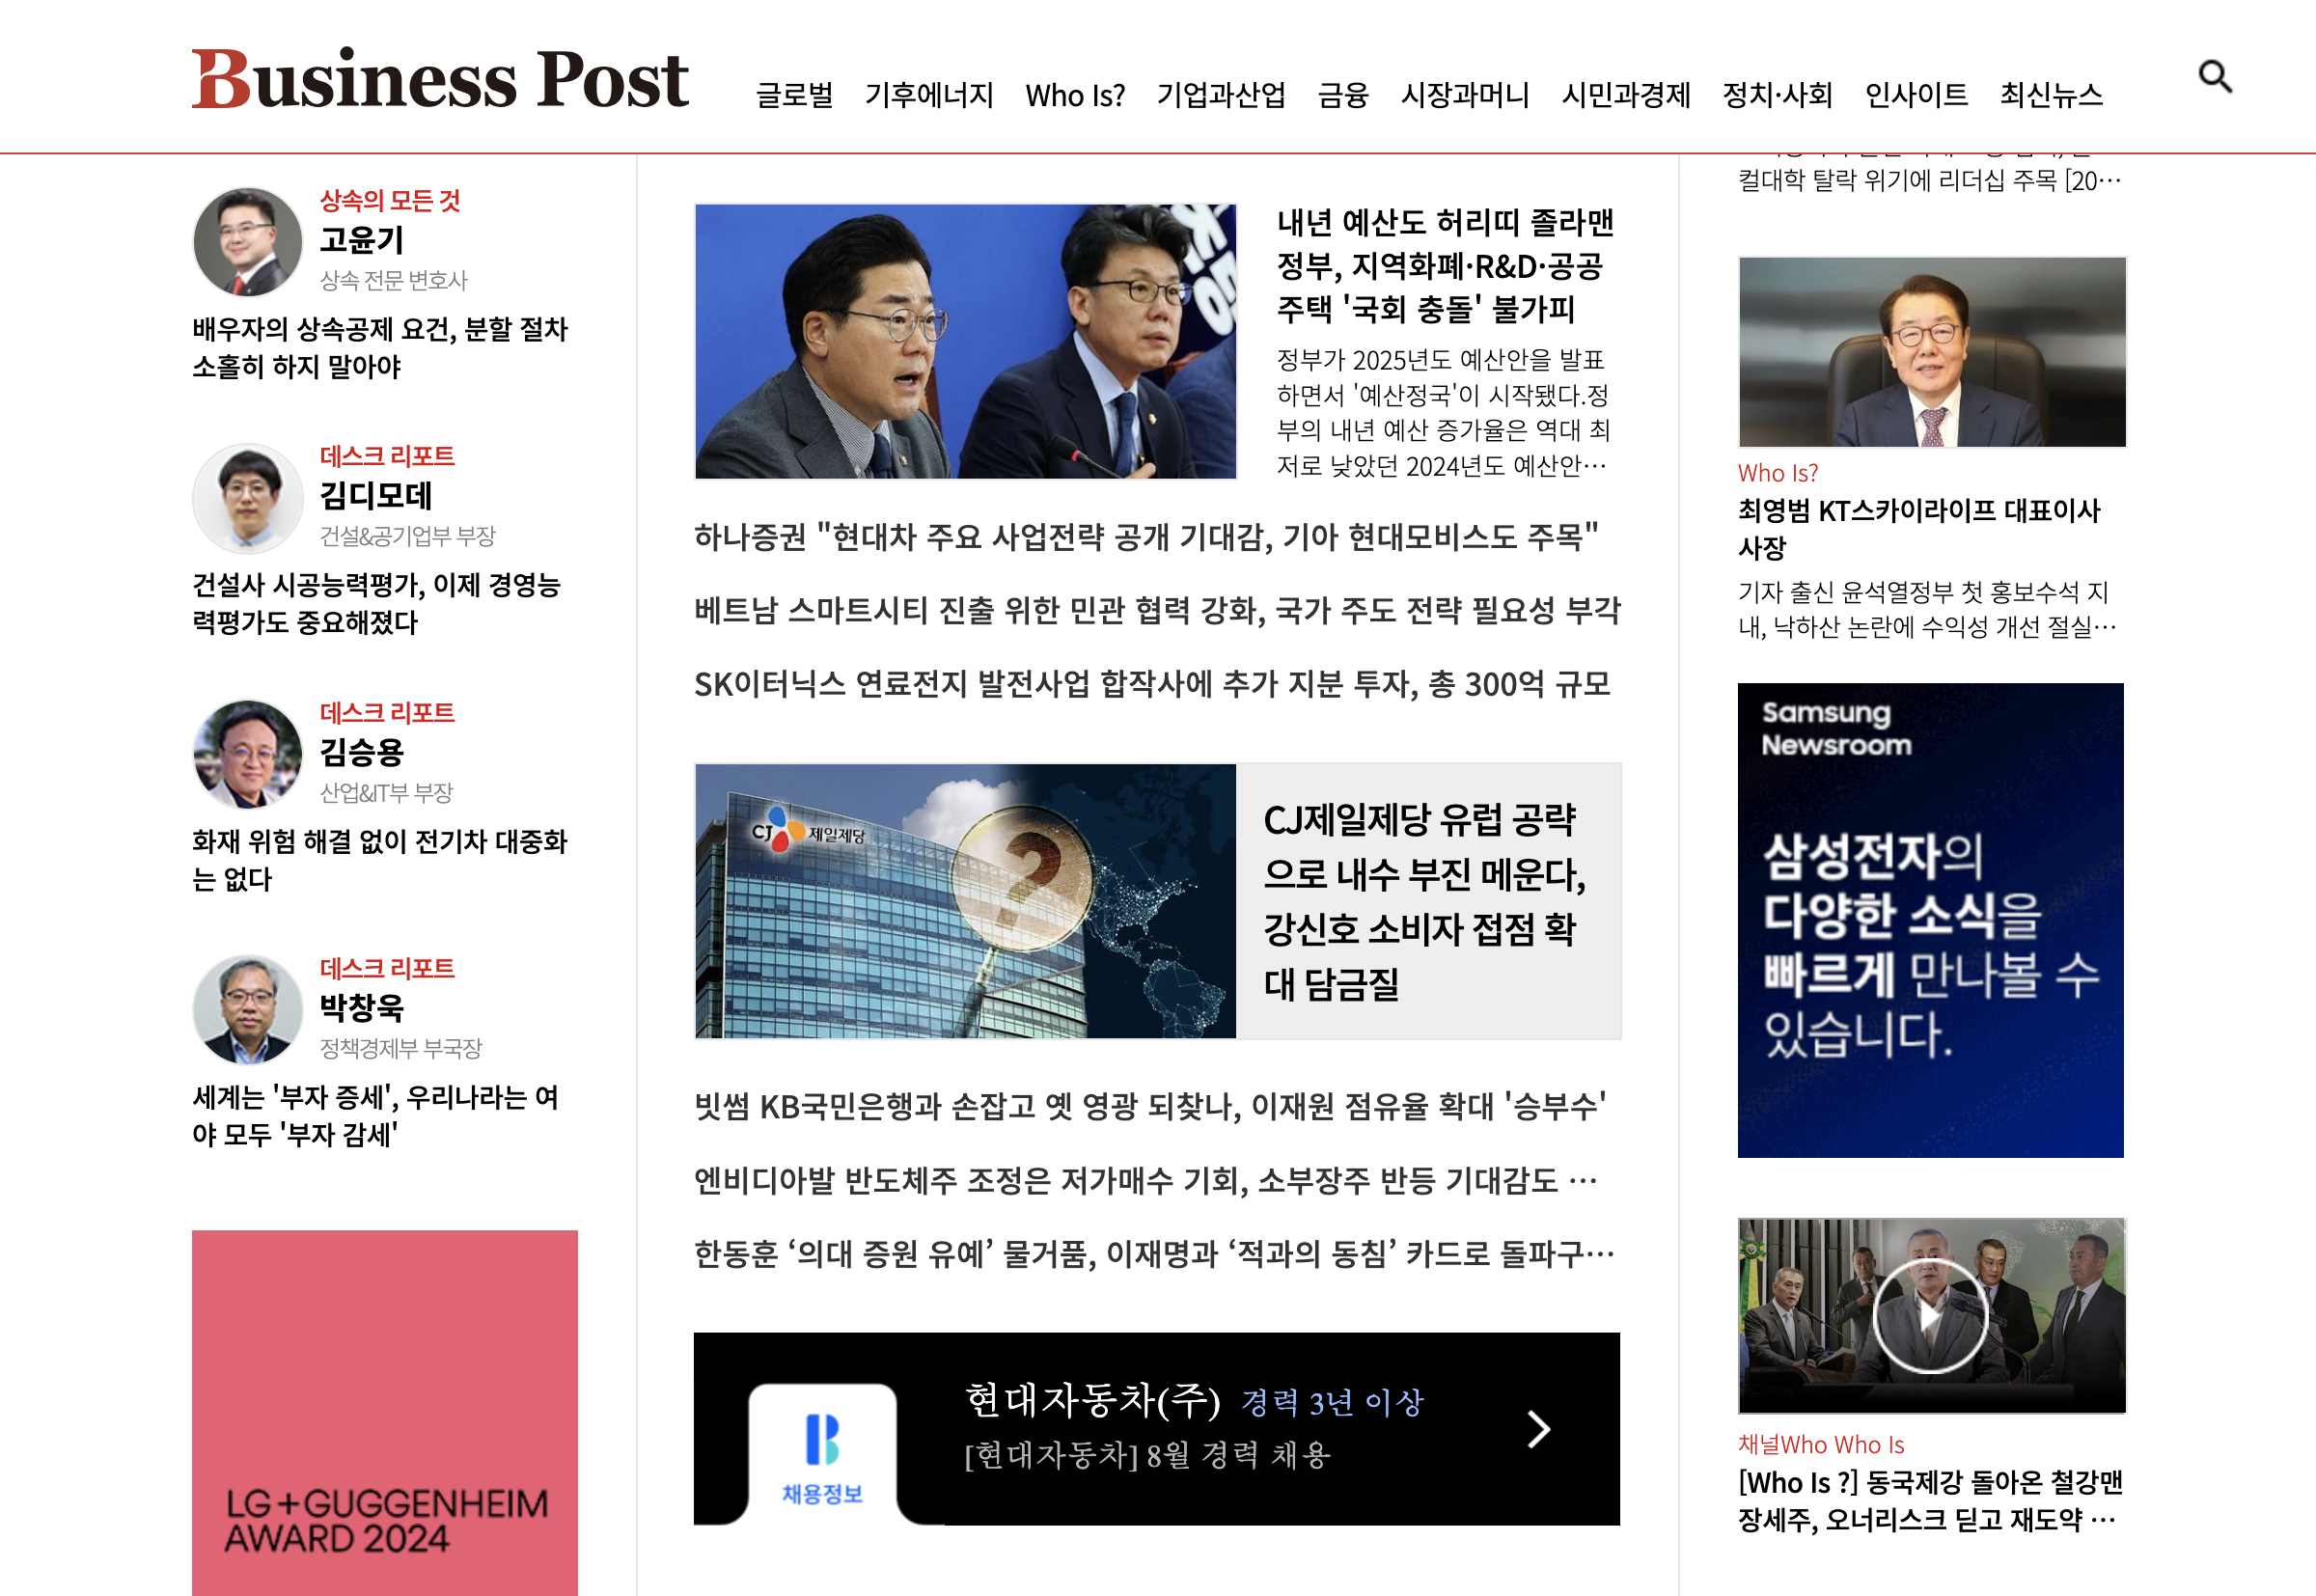 Business Post
글로벌 기후에너지 Who Is? 기업과산업 금융 시장과머니 시민과경제 정치·사회 인사이트 최신뉴스
상속의 모든 것
고윤기
상속 전문 변호사
배우자의 상속공제 요건, 분할 절차
소홀히 하지 말아야
데스크 리포트
김디모데
건설&공기업부 부장
건설사 시공능력평가, 이제 경영능
력평가도 중요해졌다
데스크 리포트
김승용
산업&IT부 부장
화재 위험 해결 없이 전기차 대중화
는 없다
데스크 리포트
박창욱
정책경제부 부국장
세계는 '부자 증세', 우리나라는 여
야 모두 '부자 감세'
LG+GUGGENHEIM
AWARD 2024
내년 예산도 허리띠 졸라맨
정부, 지역화폐·R&D·공공
주택 '국회 충돌' 불가피
정부가 2025년도 예산안을 발표
하면서 '예산정국'이 시작됐다.정
부의 내년 예산 증가율은 역대 최
저로 낮았던 2024년도 예산안…
하나증권 "현대차 주요 사업전략 공개 기대감, 기아 현대모비스도 주목"
베트남 스마트시티 진출 위한 민관 협력 강화, 국가 주도 전략 필요성 부각
SK이터닉스 연료전지 발전사업 합작사에 추가 지분 투자, 총 300억 규모
CJ 제일제당
CJ제일제당 유럽 공략
으로 내수 부진 메운다,
강신호 소비자 접점 확
대 담금질
빗썸 KB국민은행과 손잡고 옛 영광 되찾나, 이재원 점유율 확대 '승부수'
엔비디아발 반도체주 조정은 저가매수 기회, 소부장주 반등 기대감도 …
한동훈 ‘의대 증원 유예’ 물거품, 이재명과 ‘적과의 동침’ 카드로 돌파구…
채용정보
현대자동차(주) 경력 3년 이상
[현대자동차] 8월 경력 채용
컬대학 탈락 위기에 리더십 주목 [20…
Who Is?
최영범 KT스카이라이프 대표이사
사장
기자 출신 윤석열정부 첫 홍보수석 지
내, 낙하산 논란에 수익성 개선 절실…
Samsung
Newsroom
삼성전자의
다양한 소식을
빠르게 만나볼 수
있습니다.
채널Who Who Is
[Who Is ?] 동국제강 돌아온 철강맨
장세주, 오너리스크 딛고 재도약 …